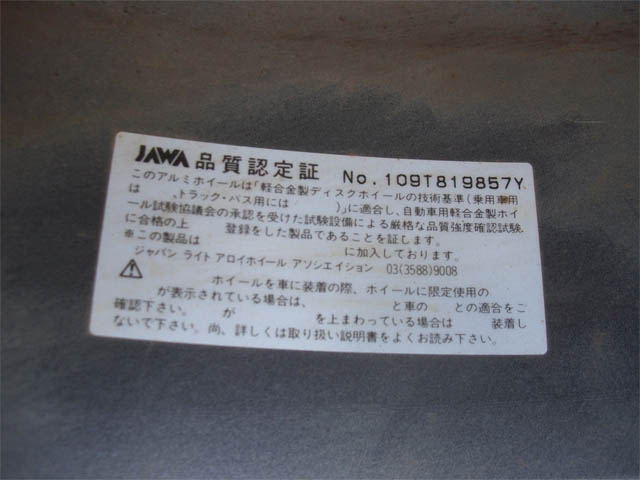 JAWA 品質認定証 No.109T819857Y
このアルミホイールは「軽合金製ディスクホイールの技術基準(乗用車用
は ､トラック・バス用には )｣に適合し､自動車用軽合金製ホイ
ール試験協議会の承認を受けた試験設備による厳格な品質強度確認試験
に合格の上 登録をした製品であることを証します。
※この製品は に加入しております。
ジャパン ライト アロイホイール アソシエイション 03(3588)9008
ホイールを車に装着の際、ホイールに限定使用の
が表示されている場合は、 と車の との適合をご
確認下さい。 が を上まわっている場合は 装着し
ないで下さい。尚、詳しくは取り扱い説明書をよくお読み下さい。